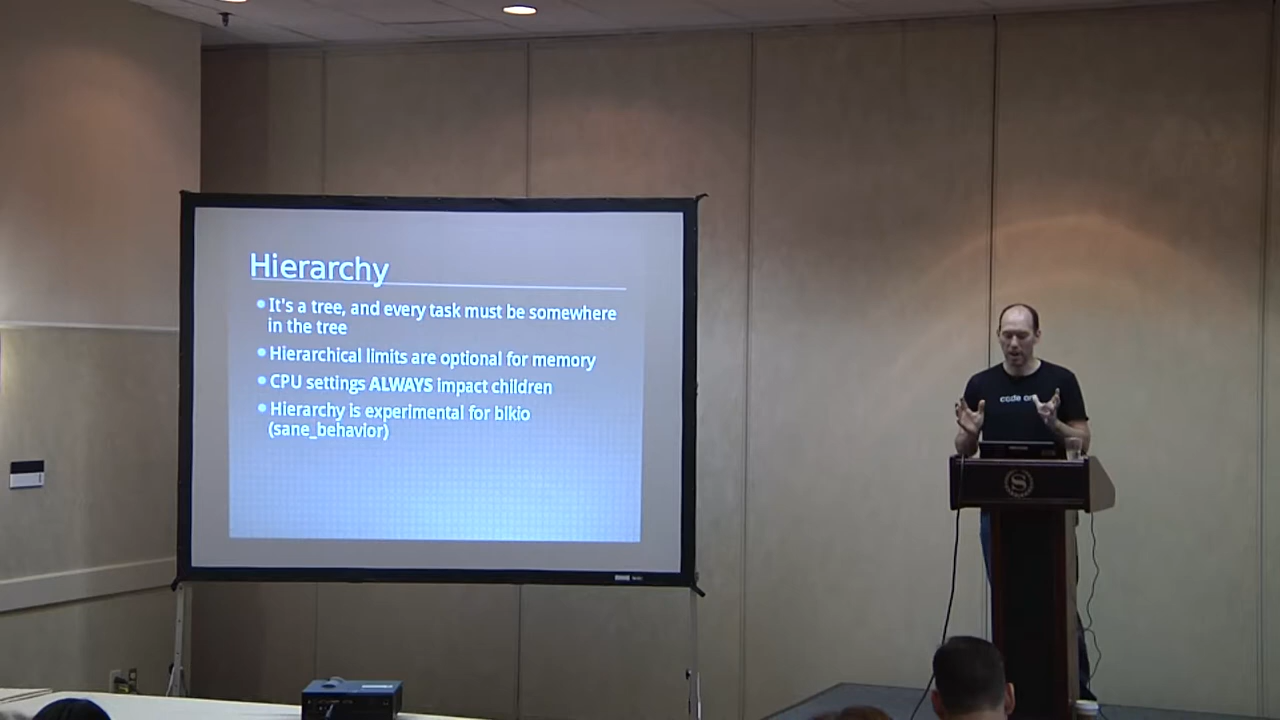 Hierarchy
It's a tree, and every task must be somewhere
in the tree
Hierarchical limits are optional for memory
CPU settings ALWAYS impact children
Hierarchy is experimental for blkio
(sane_behavior)
code
S